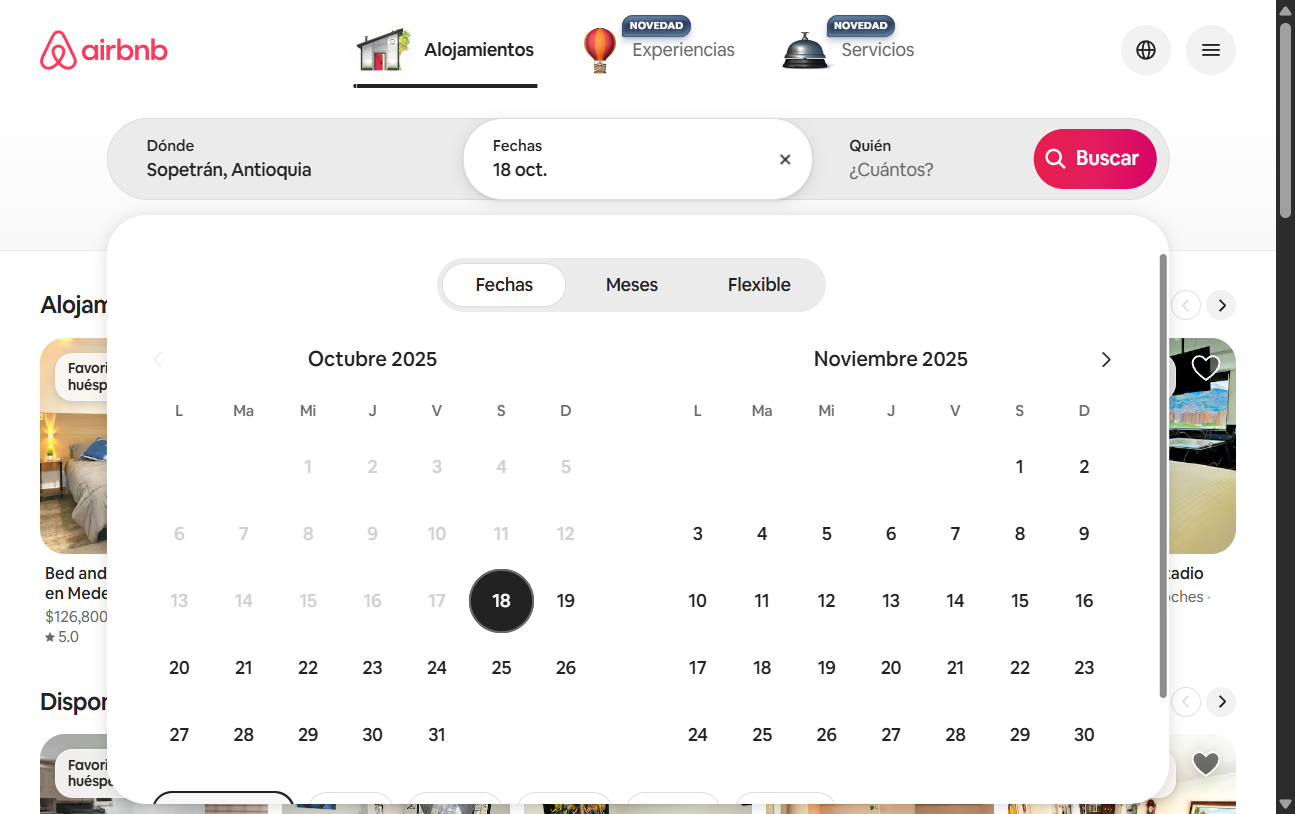 airbnb
Alojamientos
NOVEDAD
Experiencias
NOVEDAD
Servicios
Dónde
Sopetrán, Antioquia
Fechas
18 oct.
Quién
¿Cuántos?
Buscar
Fechas
Meses
Flexible
Octubre 2025
L Ma Mi J V S D
1 2 3 4 5
6 7 8 9 10 11 12
13 14 15 16 17 18 19
20 21 22 23 24 25 26
27 28 29 30 31
Noviembre 2025
L Ma Mi J V S D
1 2
3 4 5 6 7 8 9
10 11 12 13 14 15 16
17 18 19 20 21 22 23
24 25 26 27 28 29 30
Alojam
Favori
huésp
Bed and
en Mede
$126,800
5.0
tadio
oches ·
Dispon
Favori
huéspe